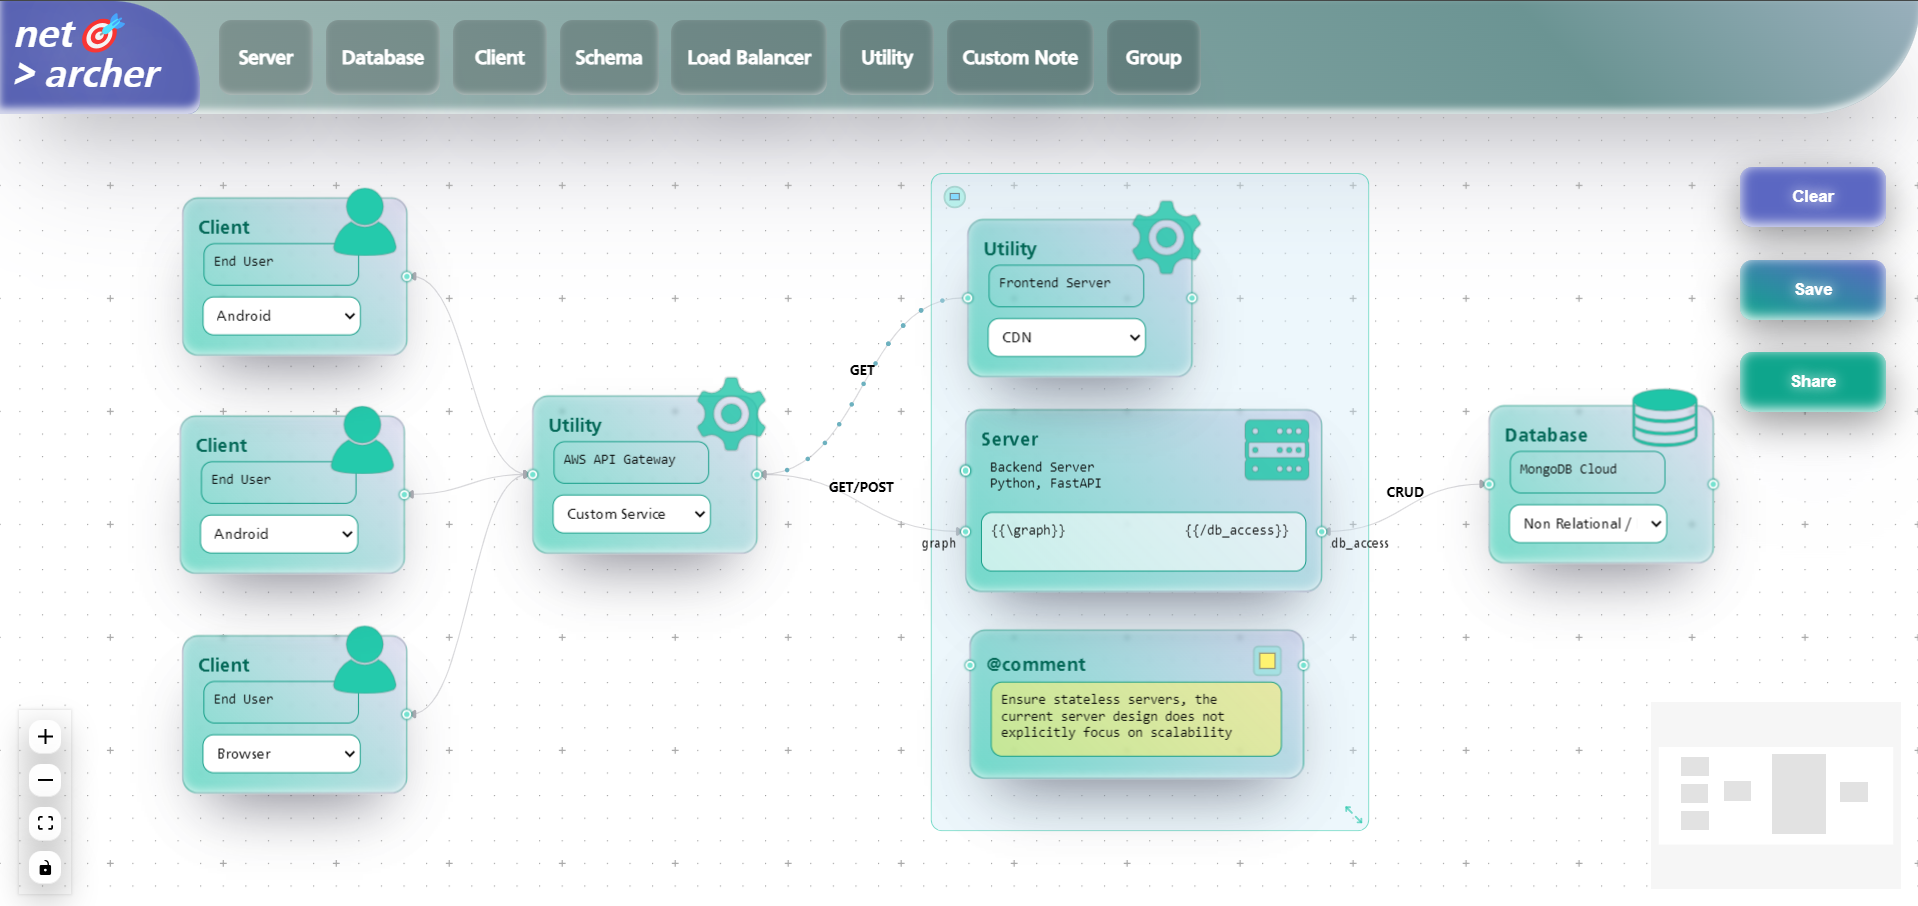 net
> archer
Server
Database
Client
Schema
Load Balancer
Utility
Custom Note
Group
Clear
Save
Share
Client
End User
Android
Client
End User
Android
Client
End User
Browser
Utility
AWS API Gateway
Custom Service
GET
GET/POST
Utility
Frontend Server
CDN
Server
Backend Server
Python, FastAPI
{{\graph}}
{{/db_access}}
graph
db_access
@comment
Ensure stateless servers, the
current server design does not
explicitly focus on scalability
CRUD
Database
MongoDB Cloud
Non Relational /